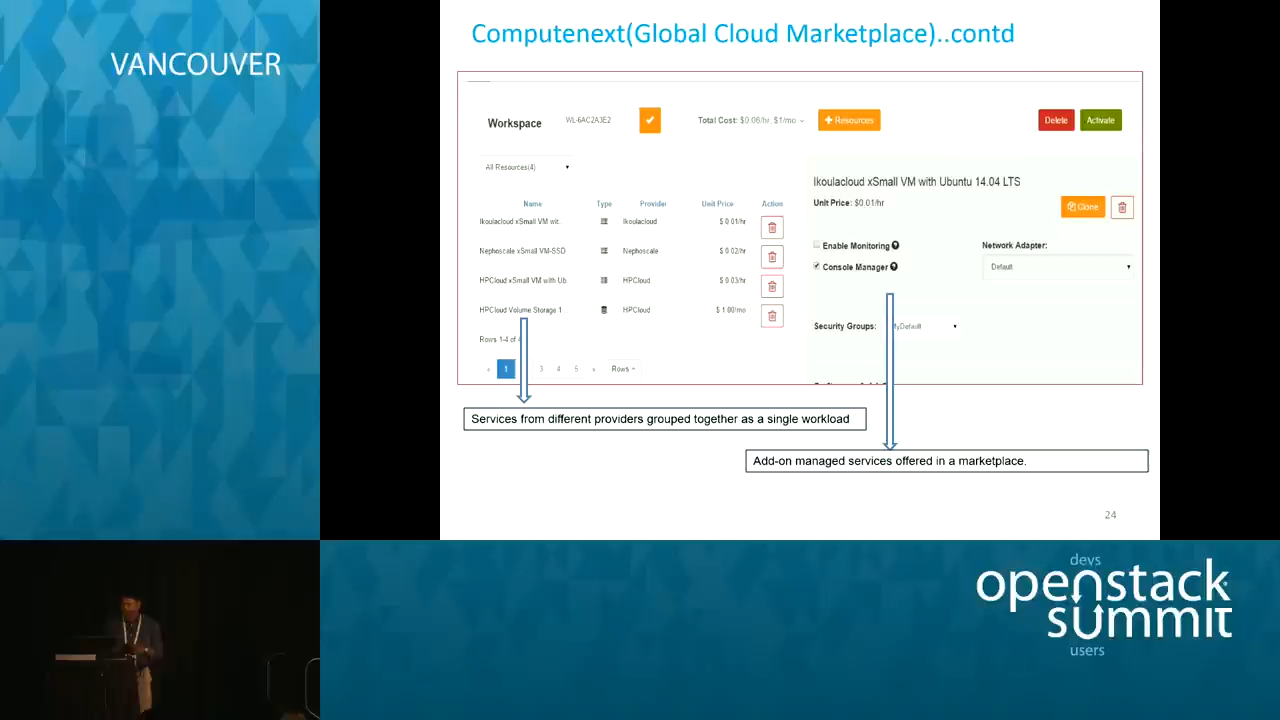 VANCOUVER
Computenext(Global Cloud Marketplace)..contd
Workspace WL-6AC2A3E2 Total Cost: $0.06/hr, $1/mo + Resources Delete Activate
All Resources(4)
Name Type Provider Unit Price Action
Ikoulacloud xSmall VM wit.. Ikoulacloud $ 0.01/hr
Nephoscale xSmall VM-SSD Nephoscale $ 0.02/hr
HPCloud xSmall VM with Ub HPCloud $ 0.03/hr
HPCloud Volume Storage 1 HPCloud $ 1.00/mo
Rows 1-4 of
« 1 3 4 5 » Rows
Ikoulacloud xSmall VM with Ubuntu 14.04 LTS
Unit Price: $0.01/hr
Clone
Enable Monitoring ?
Network Adapter:
Console Manager ?
Default
Security Groups: MyDefault
Services from different providers grouped together as a single workload
Add-on managed services offered in a marketplace.
24
devs
openstack
summit
users